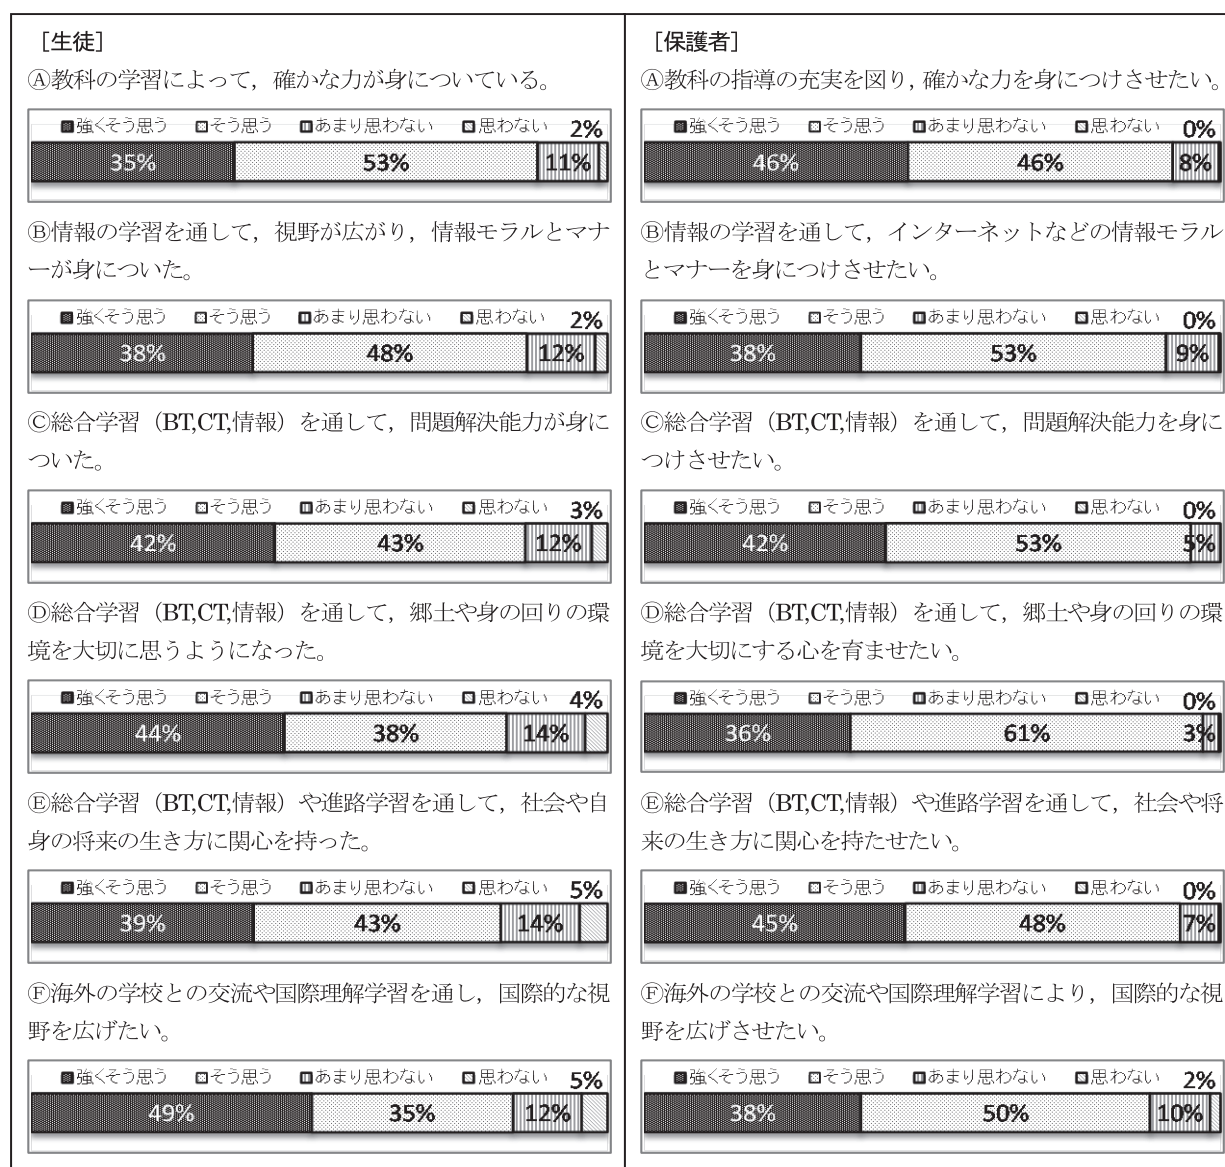 ［生徒］
Ⓐ教科の学習によって，確かな力が身についている。
■強くそう思う □そう思う □あまり思わない □思わない 2%
35% 53% 11%
Ⓑ情報の学習を通して，視野が広がり，情報モラルとマナ
ーが身についた。
■強くそう思う □そう思う □あまり思わない □思わない 2%
38% 48% 12%
Ⓒ総合学習（BT,CT,情報）を通して，問題解決能力が身に
ついた。
■強くそう思う □そう思う □あまり思わない □思わない 3%
42% 43% 12%
Ⓓ総合学習（BT,CT,情報）を通して，郷土や身の回りの環
境を大切に思うようになった。
■強くそう思う □そう思う □あまり思わない □思わない 4%
44% 38% 14%
Ⓔ総合学習（BT,CT,情報）や進路学習を通して，社会や自
身の将来の生き方に関心を持った。
■強くそう思う □そう思う □あまり思わない □思わない 5%
39% 43% 14%
Ⓕ海外の学校との交流や国際理解学習を通し，国際的な視
野を広げたい。
■強くそう思う □そう思う □あまり思わない □思わない 5%
49% 35% 12%
［保護者］
Ⓐ教科の指導の充実を図り，確かな力を身につけさせたい。
■強くそう思う □そう思う □あまり思わない □思わない 0%
46% 46% 8%
Ⓑ情報の学習を通して，インターネットなどの情報モラル
とマナーを身につけさせたい。
■強くそう思う □そう思う □あまり思わない □思わない 0%
38% 53% 9%
Ⓒ総合学習（BT,CT,情報）を通して，問題解決能力を身に
つけさせたい。
■強くそう思う □そう思う □あまり思わない □思わない 0%
42% 53% 5%
Ⓓ総合学習（BT,CT,情報）を通して，郷土や身の回りの環
境を大切にする心を育ませたい。
■強くそう思う □そう思う □あまり思わない □思わない 0%
36% 61% 3%
Ⓔ総合学習（BT,CT,情報）や進路学習を通して，社会や将
来の生き方に関心を持たせたい。
■強くそう思う □そう思う □あまり思わない □思わない 0%
45% 48% 7%
Ⓕ海外の学校との交流や国際理解学習により，国際的な視
野を広げさせたい。
■強くそう思う □そう思う □あまり思わない □思わない 2%
38% 50% 10%